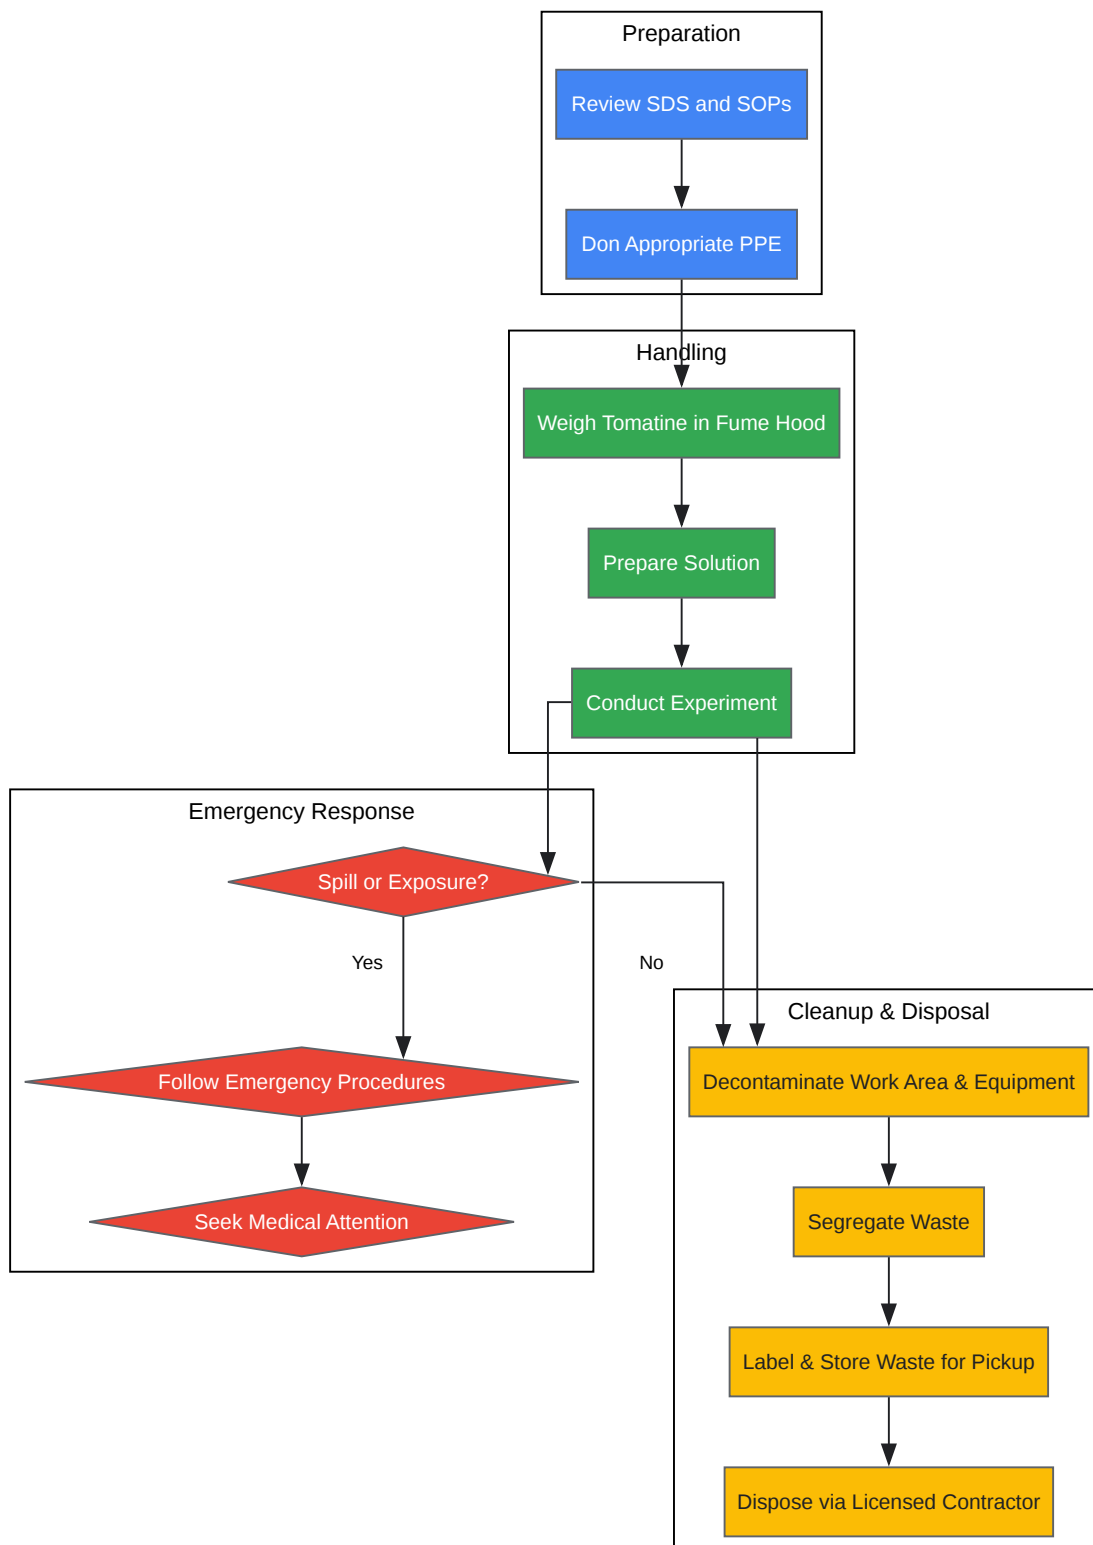 Preparation
Review SDS and SOPs
Don Appropriate PPE
Handling
Weigh Tomatine in Fume Hood
Prepare Solution
Conduct Experiment
Emergency Response
Spill or Exposure?
Yes
No
Follow Emergency Procedures
Seek Medical Attention
Cleanup & Disposal
Decontaminate Work Area & Equipment
Segregate Waste
Label & Store Waste for Pickup
Dispose via Licensed Contractor